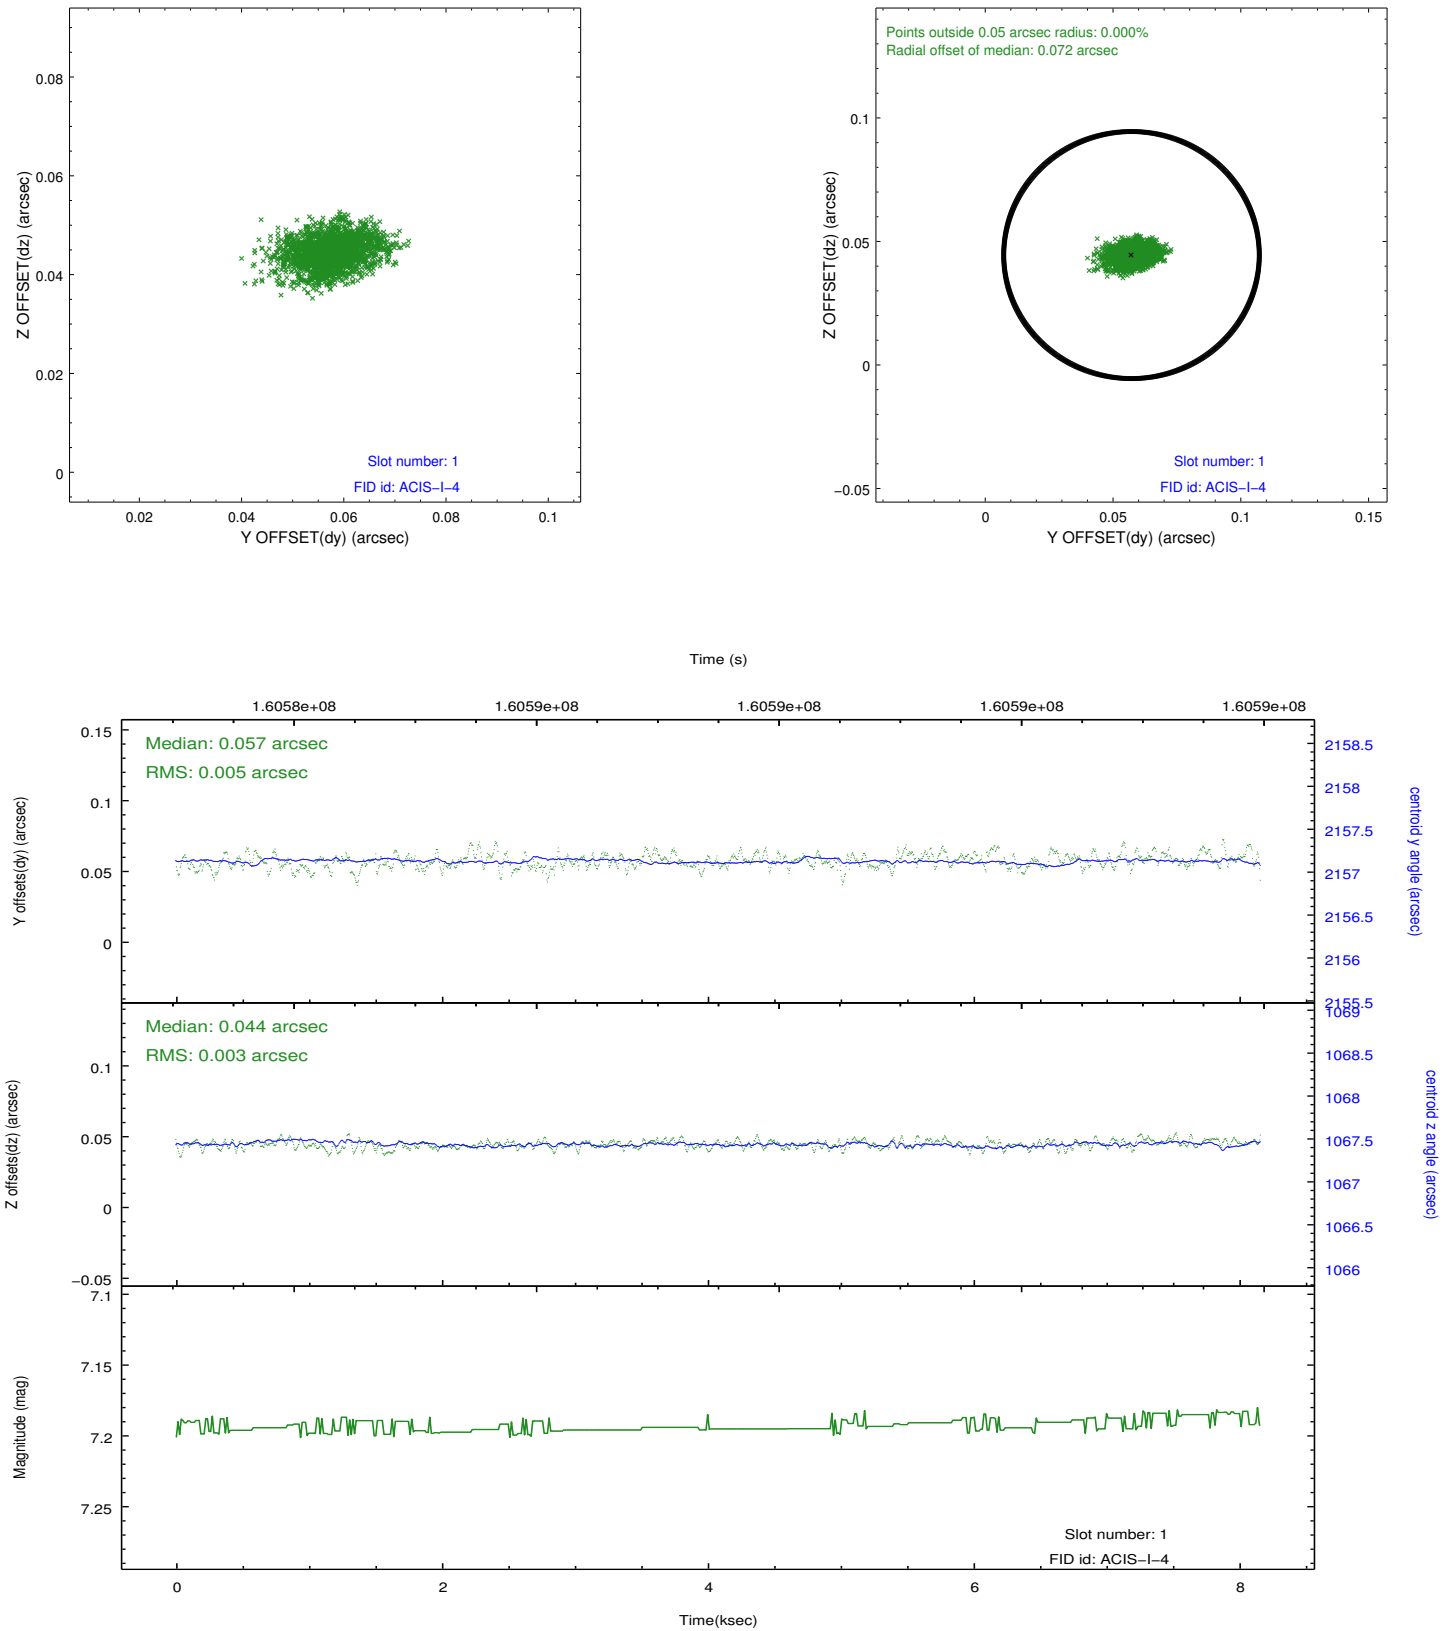 0.08
0.06
0.04
0.02
0
Z OFFSET(dz) (arcsec)
Slot number: 1
FID id: ACIS−I−4
0.02 0.04 0.06 0.08 0.1
Y OFFSET(dy) (arcsec)
Points outside 0.05 arcsec radius: 0.000%
Radial offset of median: 0.072 arcsec
0.1
0.05
0
−0.05
Z OFFSET(dz) (arcsec)
Slot number: 1
FID id: ACIS−I−4
0 0.05 0.1 0.15
Y OFFSET(dy) (arcsec)
Time (s)
1.6058e+08 1.6059e+08 1.6059e+08 1.6059e+08 1.6059e+08
Median: 0.057 arcsec
RMS: 0.005 arcsec
0.15
0.1
0.05
0
Y offsets(dy) (arcsec)
2158.5
2158
2157.5
2157
2156.5
2156
2155.5
centroid y angle (arcsec)
Median: 0.044 arcsec
RMS: 0.003 arcsec
0.1
0.05
0
−0.05
Z offsets(dz) (arcsec)
1069
1068.5
1068
1067.5
1067
1066.5
1066
centroid z angle (arcsec)
7.1
7.15
7.2
7.25
Magnitude (mag)
Slot number: 1
FID id: ACIS−I−4
0 2 4 6 8
Time(ksec)